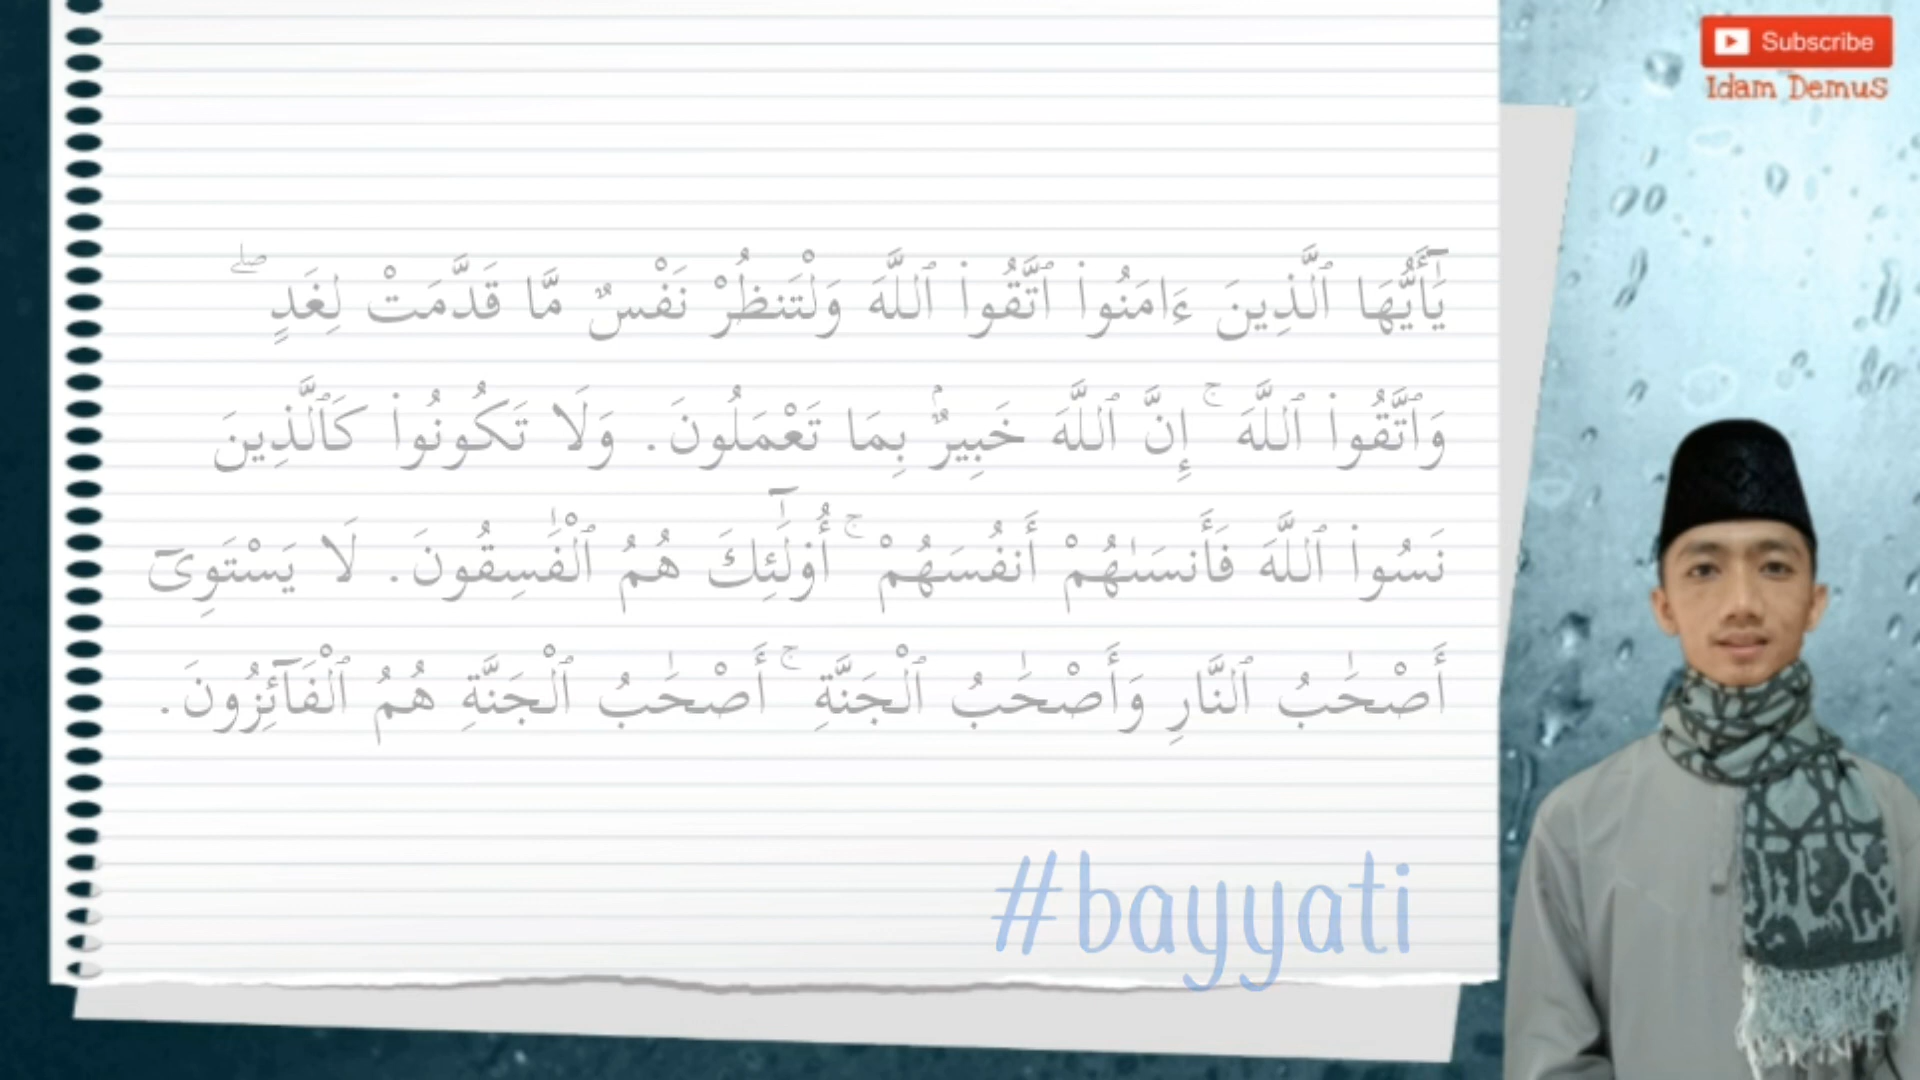 Subscribe
Idam Demus
يَٰٓأَيُّهَا ٱلَّذِينَ ءَامَنُوا۟ ٱتَّقُوا۟ ٱللَّهَ وَلْتَنظُرْ نَفْسٌ مَّا قَدَّمَتْ لِغَدٍ ۖ
وَٱتَّقُوا۟ ٱللَّهَ ۚ إِنَّ ٱللَّهَ خَبِيرٌۢ بِمَا تَعْمَلُونَ. وَلَا تَكُونُوا۟ كَٱلَّذِينَ
نَسُوا۟ ٱللَّهَ فَأَنسَىٰهُمْ أَنفُسَهُمْ ۚ أُو۟لَٰٓئِكَ هُمُ ٱلْفَٰسِقُونَ. لَا يَسْتَوِىٓ
أَصْحَٰبُ ٱلنَّارِ وَأَصْحَٰبُ ٱلْجَنَّةِ ۚ أَصْحَٰبُ ٱلْجَنَّةِ هُمُ ٱلْفَآئِزُونَ.
#bayyati